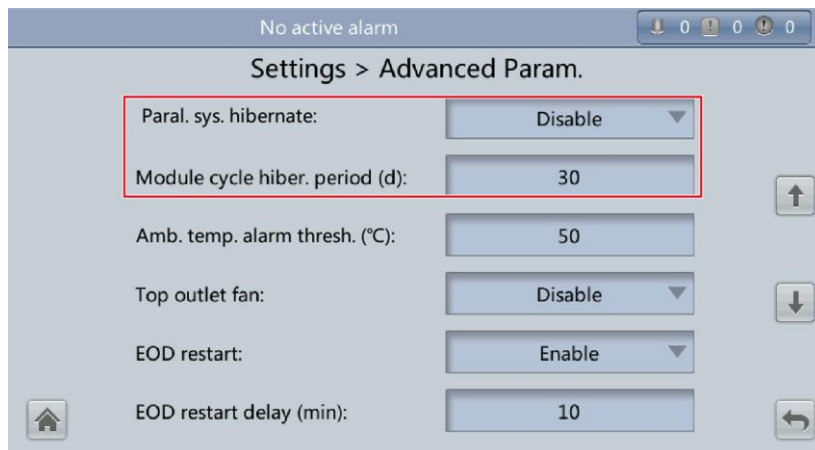 No active alarm 0 0 0
Settings > Advanced Param.
Paral. sys. hibernate: Disable
Module cycle hiber. period (d): 30
Amb. temp. alarm thresh. (℃): 50
Top outlet fan: Disable
EOD restart: Enable
EOD restart delay (min): 10